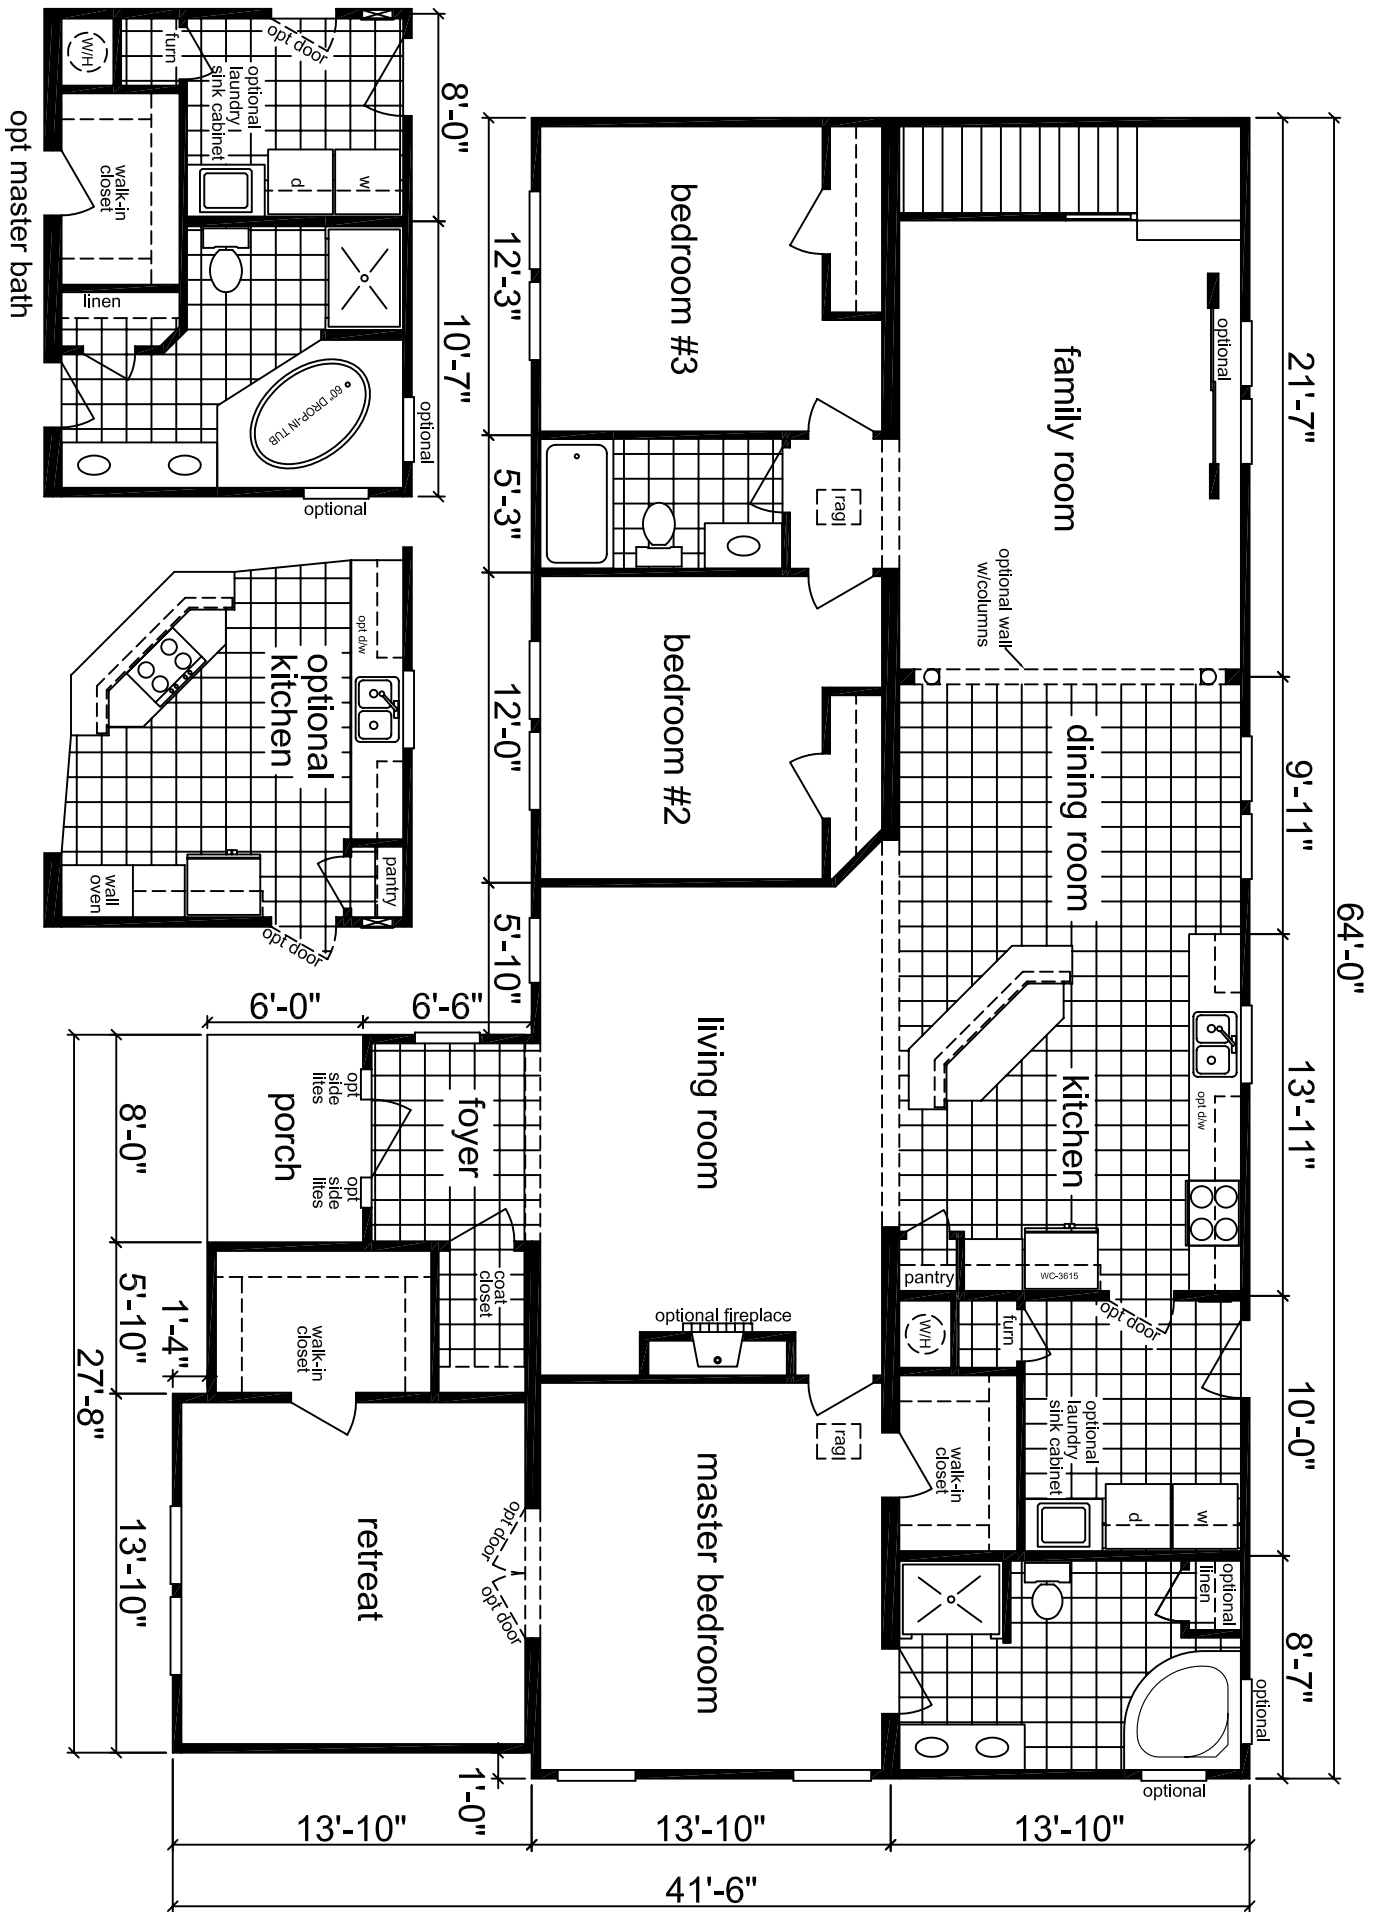 8'-0"
10'-7"
opt door
furn
W/H
optional
laundry
sink cabinet
walk-in
closet
d
w
linen
60" DROP-IN TUB
optional
optional
opt master bath
opt d/w
optional
kitchen
pantry
wall
oven
opt door
64'-0"
21'-7"
9'-11"
13'-11"
10'-0"
8'-7"
optional
family room
optional wall
w/columns
dining room
kitchen
opt d/w
WC-3615
pantry
opt door
furn
W/H
optional
laundry
sink cabinet
d
w
walk-in
closet
optional
linen
optional
optional
bedroom #3
rag
bedroom #2
living room
optional fireplace
rag
master bedroom
12'-3"
5'-3"
12'-0"
5'-10"
6'-0"
6'-6"
foyer
opt
side
lites
opt
side
lites
porch
coat
closet
walk-in
closet
opt door
opt door
retreat
8'-0"
5'-10"
1'-4"
13'-10"
27'-8"
1'-0"
13'-10"
13'-10"
13'-10"
41'-6"